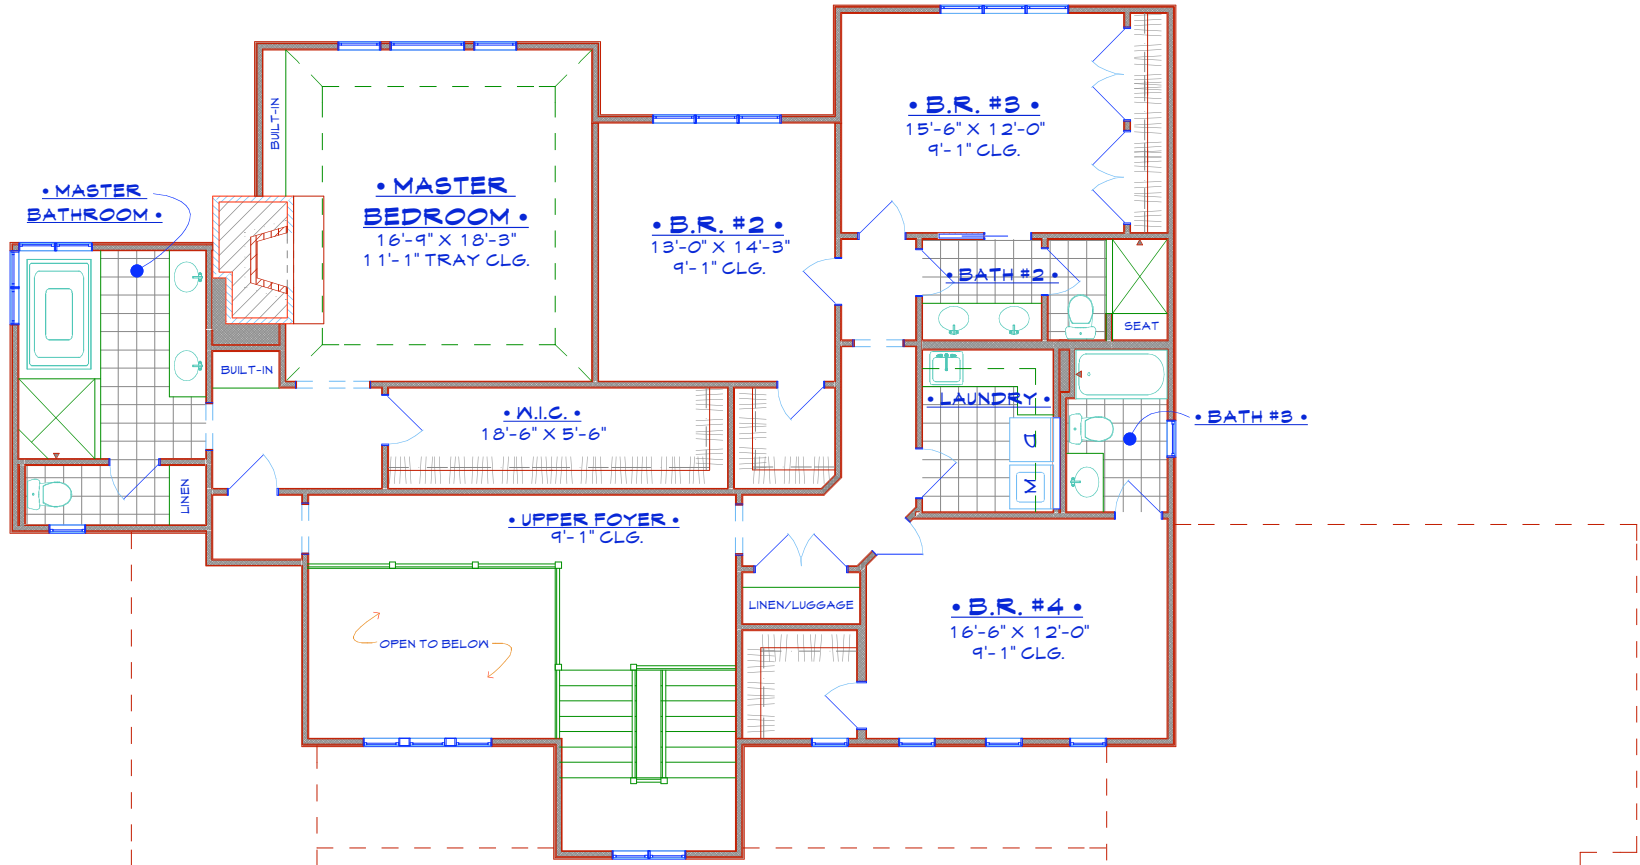 • B.R. #3 •
15'-6" X 12'-0"
9'-1" CLG.
BUILT-IN
• MASTER
BATHROOM •
• MASTER
BEDROOM •
16'-9" X 18'-3"
11'-1" TRAY CLG.
• B.R. #2 •
13'-0" X 14'-3"
9'-1" CLG.
• BATH #2 •
SEAT
BUILT-IN
• W.I.C. •
18'-6" X 5'-6"
• LAUNDRY •
D
W
• BATH #3 •
LINEN
• UPPER FOYER •
9'-1" CLG.
LINEN/LUGGAGE
• B.R. #4 •
16'-6" X 12'-0"
9'-1" CLG.
OPEN TO BELOW